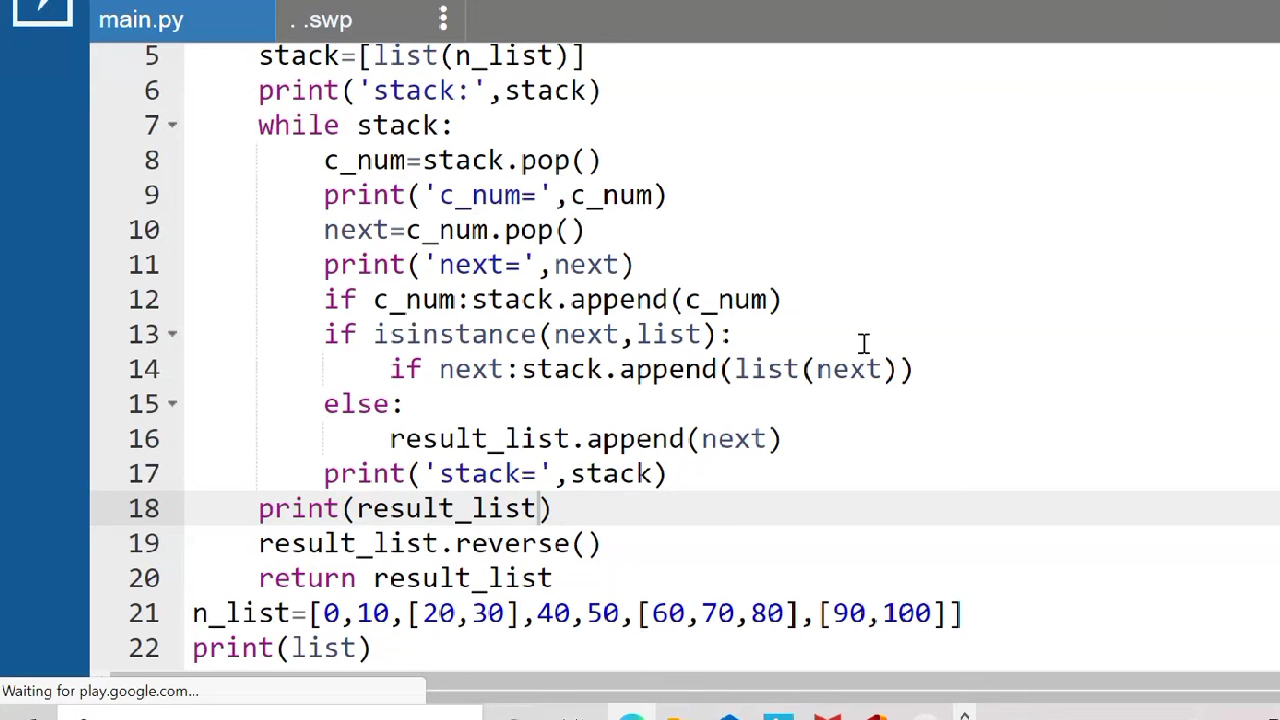 main.py
. .swp
5 stack=[list(n_list)]
6 print('stack:',stack)
7 while stack:
8 c_num=stack.pop()
9 print('c_num=',c_num)
10 next=c_num.pop()
11 print('next=',next)
12 if c_num:stack.append(c_num)
13 if isinstance(next,list):
14 if next:stack.append(list(next))
15 else:
16 result_list.append(next)
17 print('stack=',stack)
18 print(result_list)
19 result_list.reverse()
20 return result_list
21 n_list=[0,10,[20,30],40,50,[60,70,80],[90,100]]
22 print(list)
Waiting for play.google.com...